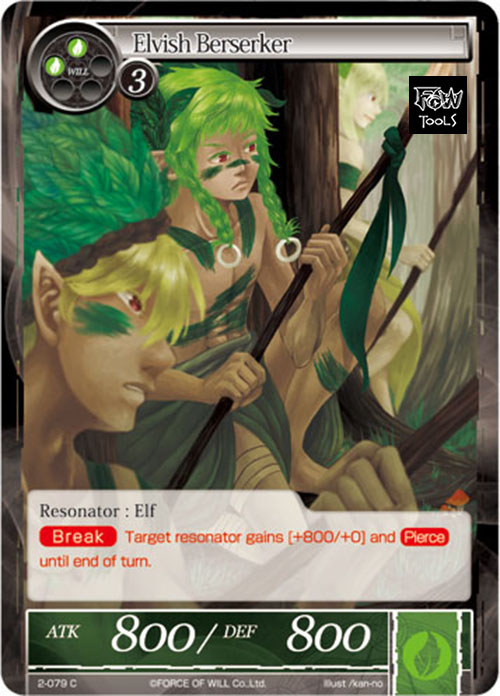 Elvish Berserker
WILL
3
FOW
TOOLS
Resonator : Elf
Break Target resonator gains [+800/+0] and Pierce
until end of turn.
ATK 800 / DEF 800
2-079 C ©FORCE OF WILL Co.,Ltd. Illust /kan-no